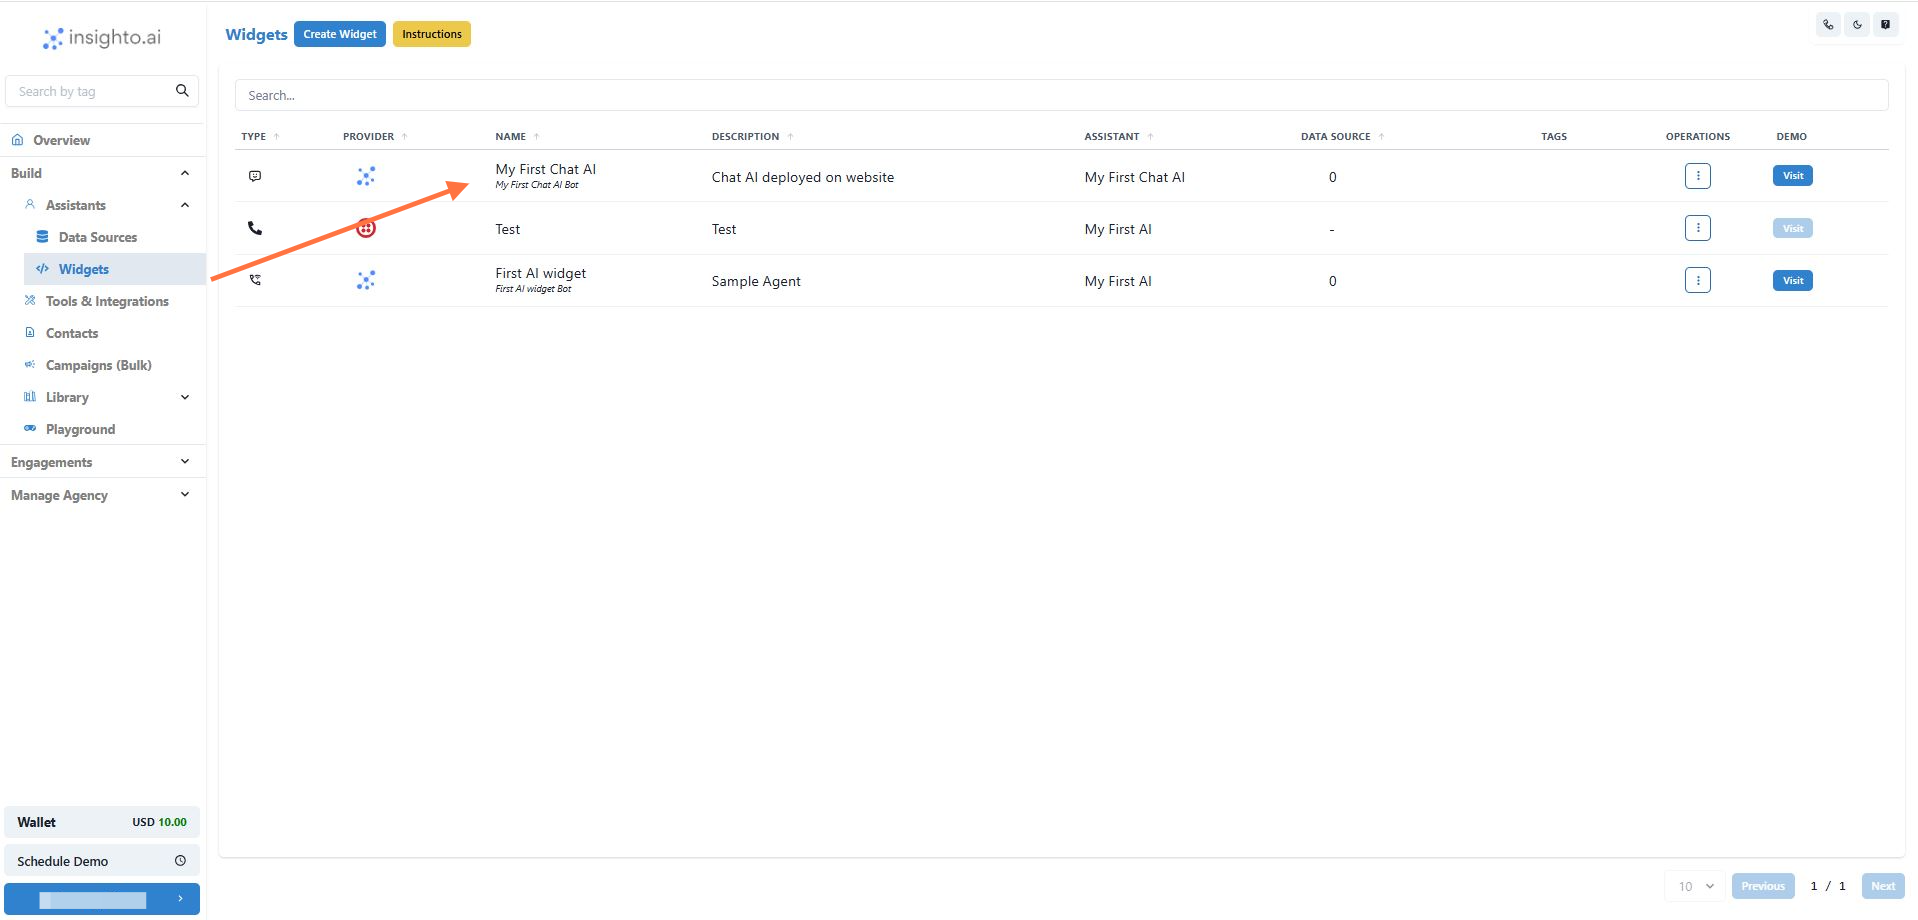 insighto.ai
Widgets Create Widget Instructions
Search by tag
Search...
Overview
Build
Assistants
Data Sources
Widgets
Tools & Integrations
Contacts
Campaigns (Bulk)
Library
Playground
Engagements
Manage Agency
TYPE PROVIDER NAME DESCRIPTION ASSISTANT DATA SOURCE TAGS OPERATIONS DEMO
My First Chat AI
My First Chat AI Bot
Chat AI deployed on website My First Chat AI 0 Visit
Test Test My First AI - Visit
First AI widget
First AI widget Bot
Sample Agent My First AI 0 Visit
Wallet USD 10.00
Schedule Demo
10 Previous 1 / 1 Next